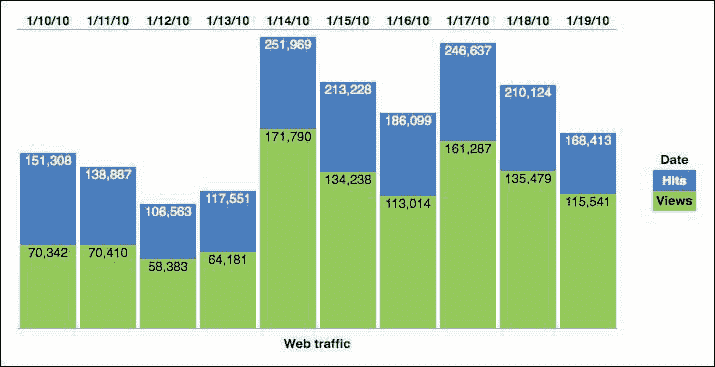 1/10/10 1/11/10 1/12/10 1/13/10 1/14/10 1/15/10 1/16/10 1/17/10 1/18/10 1/19/10
251,969 246,637
213,228 210,124
186,099
168,413
151,308 138,887
171,790 161,287
117,551
106,563
134,238 135,479
113,014 115,541
70,342 70,410
58,383 64,181
Date
Hits
Views
Web traffic